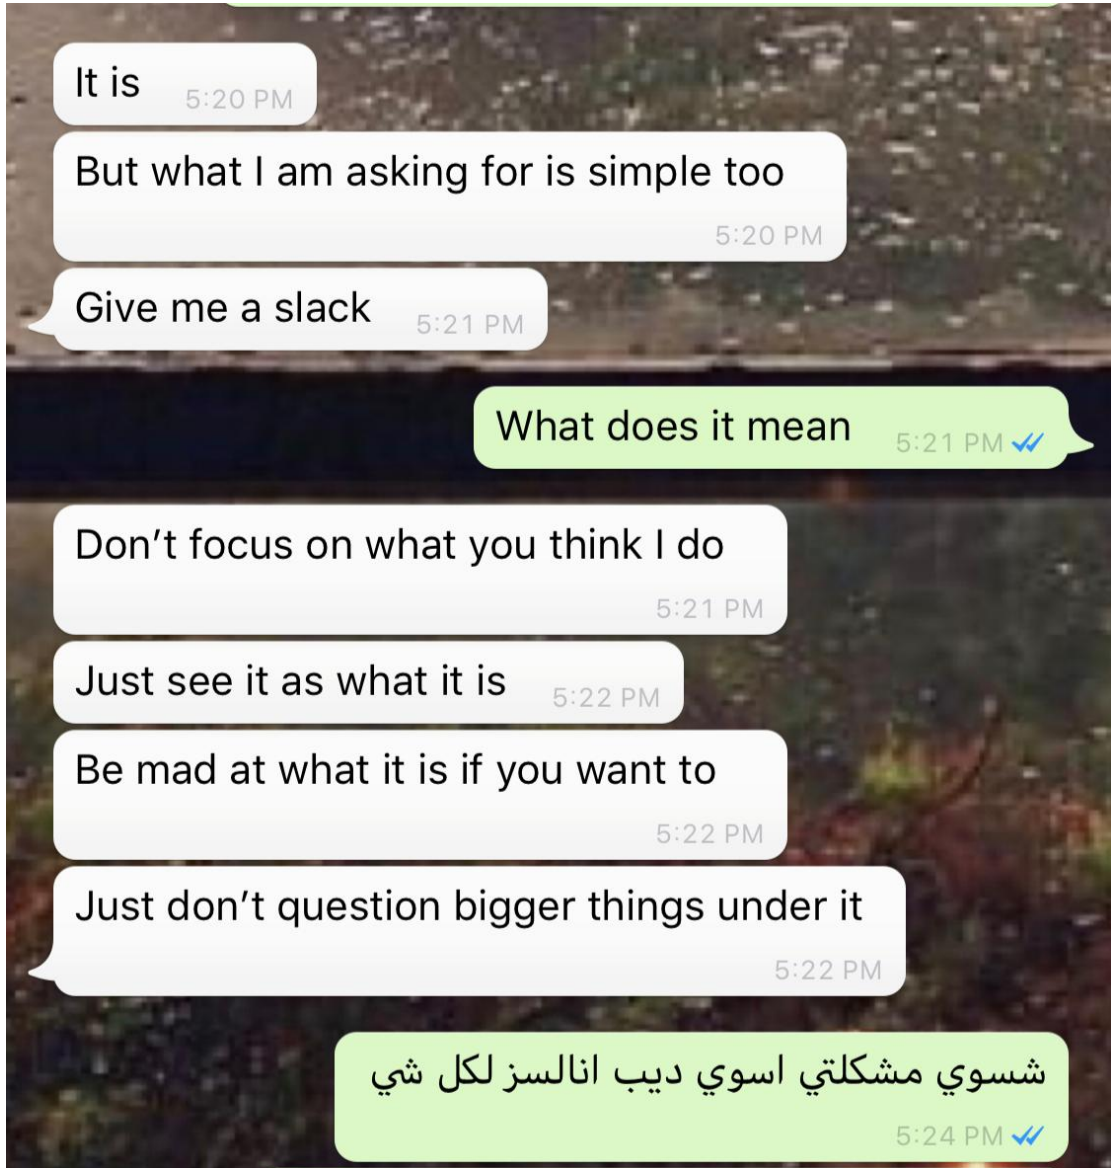 It is
5:20 PM
But what I am asking for is simple too
5:20 PM
Give me a slack
5:21 PM
What does it mean
5:21 PM
Don't focus on what you think I do
5:21 PM
Just see it as what it is
5:22 PM
Be mad at what it is if you want to
5:22 PM
Just don't question bigger things under it
5:22 PM
شسوي مشكلتي اسوي ديب انالسز لكل شي
5:24 PM